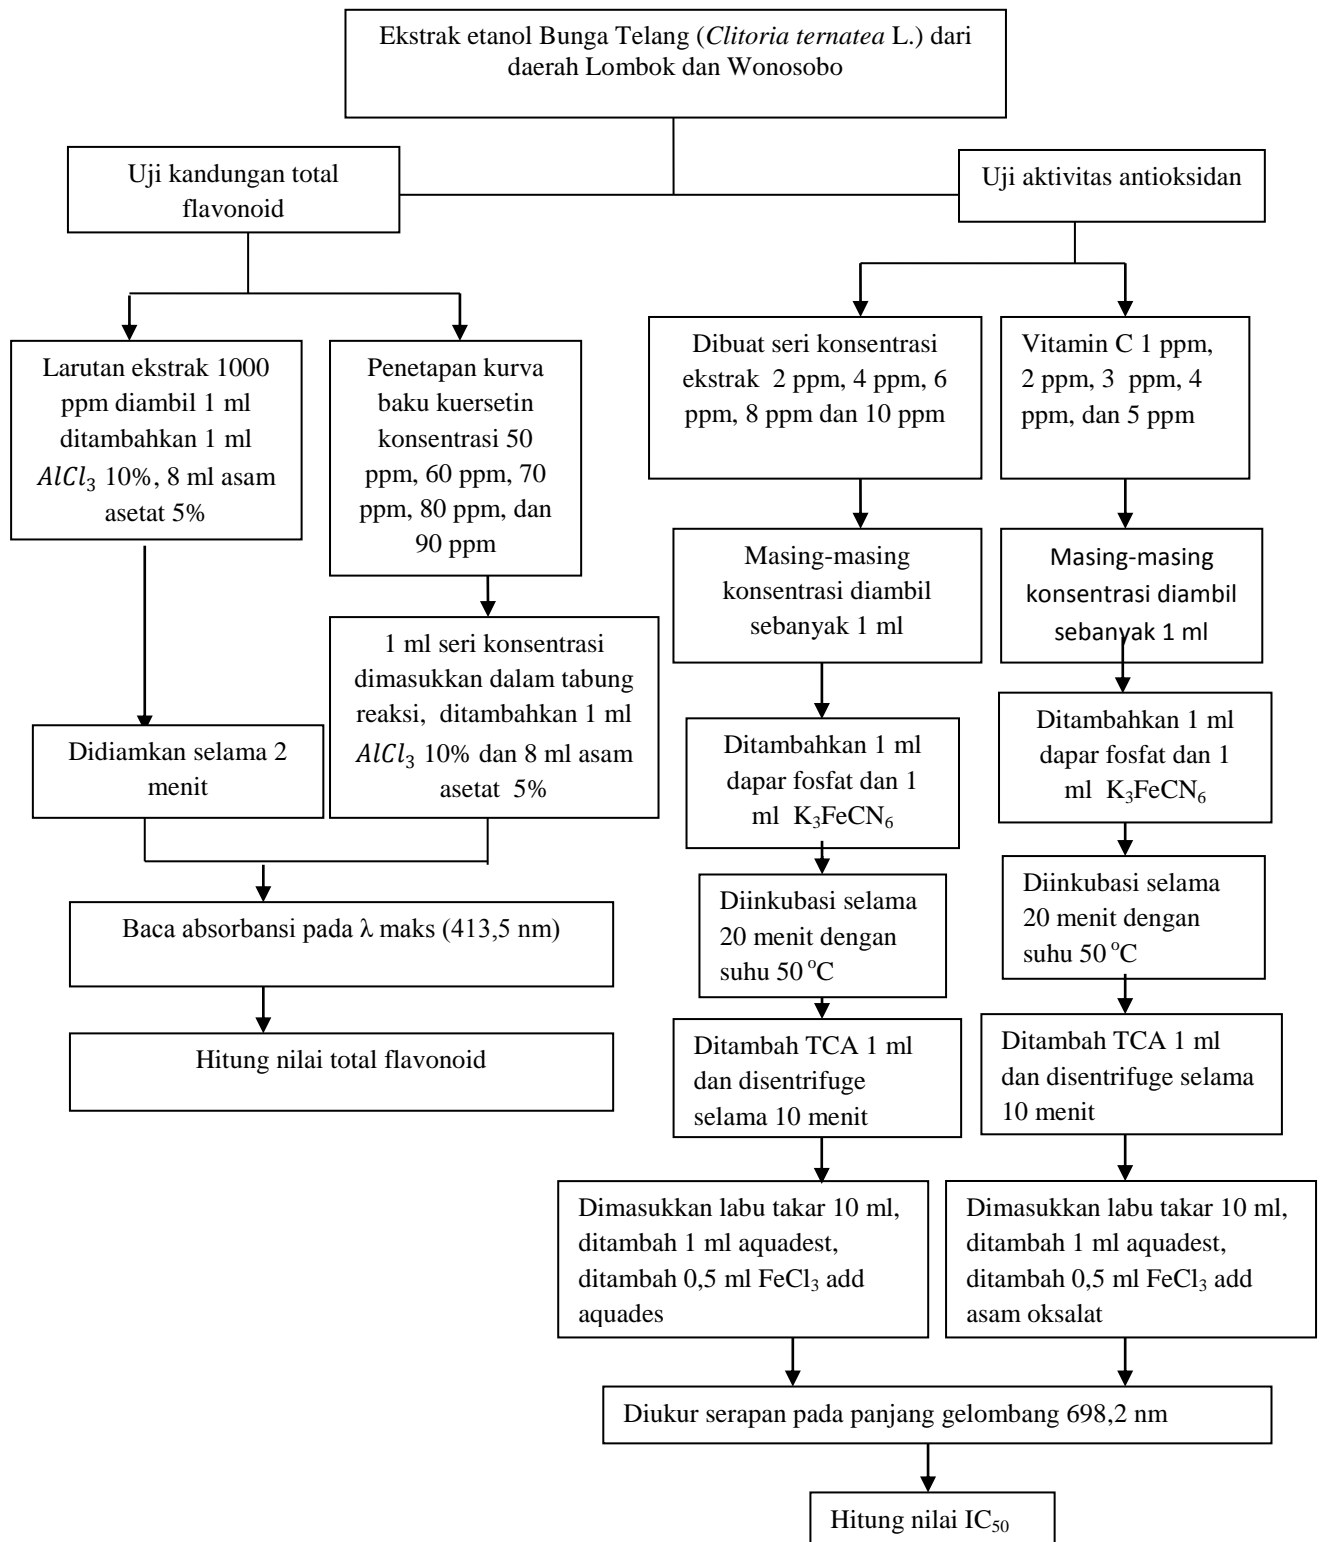 Ekstrak etanol Bunga Telang (Clitoria ternatea L.) dari
daerah Lombok dan Wonosobo
Uji kandungan total
flavonoid
Uji aktivitas antioksidan
Larutan ekstrak 1000
ppm diambil 1 ml
ditambahkan 1 ml
AlCl₃ 10%, 8 ml asam
asetat 5%
Penetapan kurva
baku kuersetin
konsentrasi 50
ppm, 60 ppm, 70
ppm, 80 ppm, dan
90 ppm
Dibuat seri konsentrasi
ekstrak 2 ppm, 4 ppm, 6
ppm, 8 ppm dan 10 ppm
Vitamin C 1 ppm,
2 ppm, 3 ppm, 4
ppm, dan 5 ppm
Masing-masing
konsentrasi diambil
sebanyak 1 ml
Masing-masing
konsentrasi diambil
sebanyak 1 ml
1 ml seri konsentrasi
dimasukkan dalam tabung
reaksi, ditambahkan 1 ml
AlCl₃ 10% dan 8 ml asam
asetat 5%
Didiamkan selama 2
menit
Ditambahkan 1 ml
dapar fosfat dan 1
ml K₃FeCN₆
Ditambahkan 1 ml
dapar fosfat dan 1
ml K₃FeCN₆
Baca absorbansi pada λ maks (413,5 nm)
Diinkubasi selama
20 menit dengan
suhu 50 °C
Diinkubasi selama
20 menit dengan
suhu 50 °C
Hitung nilai total flavonoid
Ditambah TCA 1 ml
dan disentrifuge
selama 10 menit
Ditambah TCA 1 ml
dan disentrifuge selama
10 menit
Dimasukkan labu takar 10 ml,
ditambah 1 ml aquadest,
ditambah 0,5 ml FeCl₃ add
aquades
Dimasukkan labu takar 10 ml,
ditambah 1 ml aquadest,
ditambah 0,5 ml FeCl₃ add
asam oksalat
Diukur serapan pada panjang gelombang 698,2 nm
Hitung nilai IC₅₀